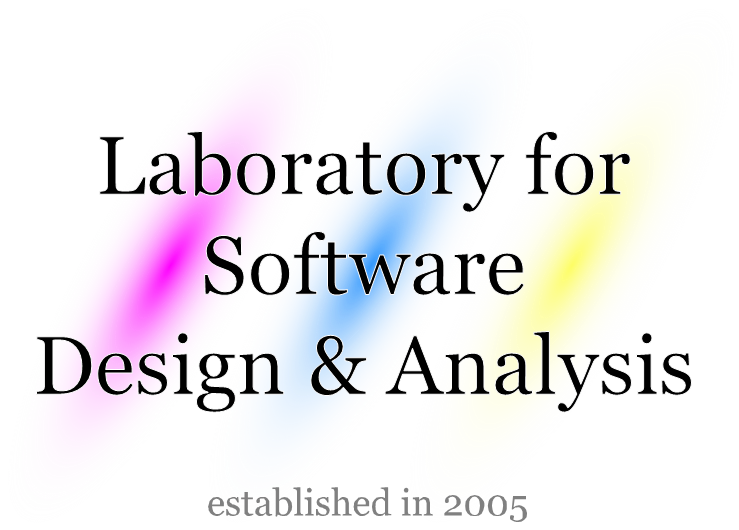 Laboratory for
Software
Design & Analysis
established in 2005